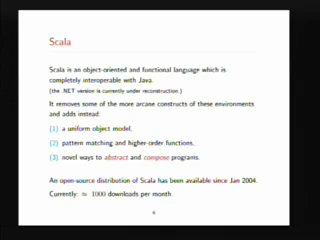 Scala
Scala is an object-oriented and functional language which is
completely interoperable with Java.
(the .NET version is currently under reconstruction.)
It removes some of the more arcane constructs of these environments
and adds instead:
(1) a uniform object model,
(2) pattern matching and higher-order functions,
(3) novel ways to abstract and compose programs.
An open-source distribution of Scala has been available since Jan 2004.
Currently: ≈ 1000 downloads per month.